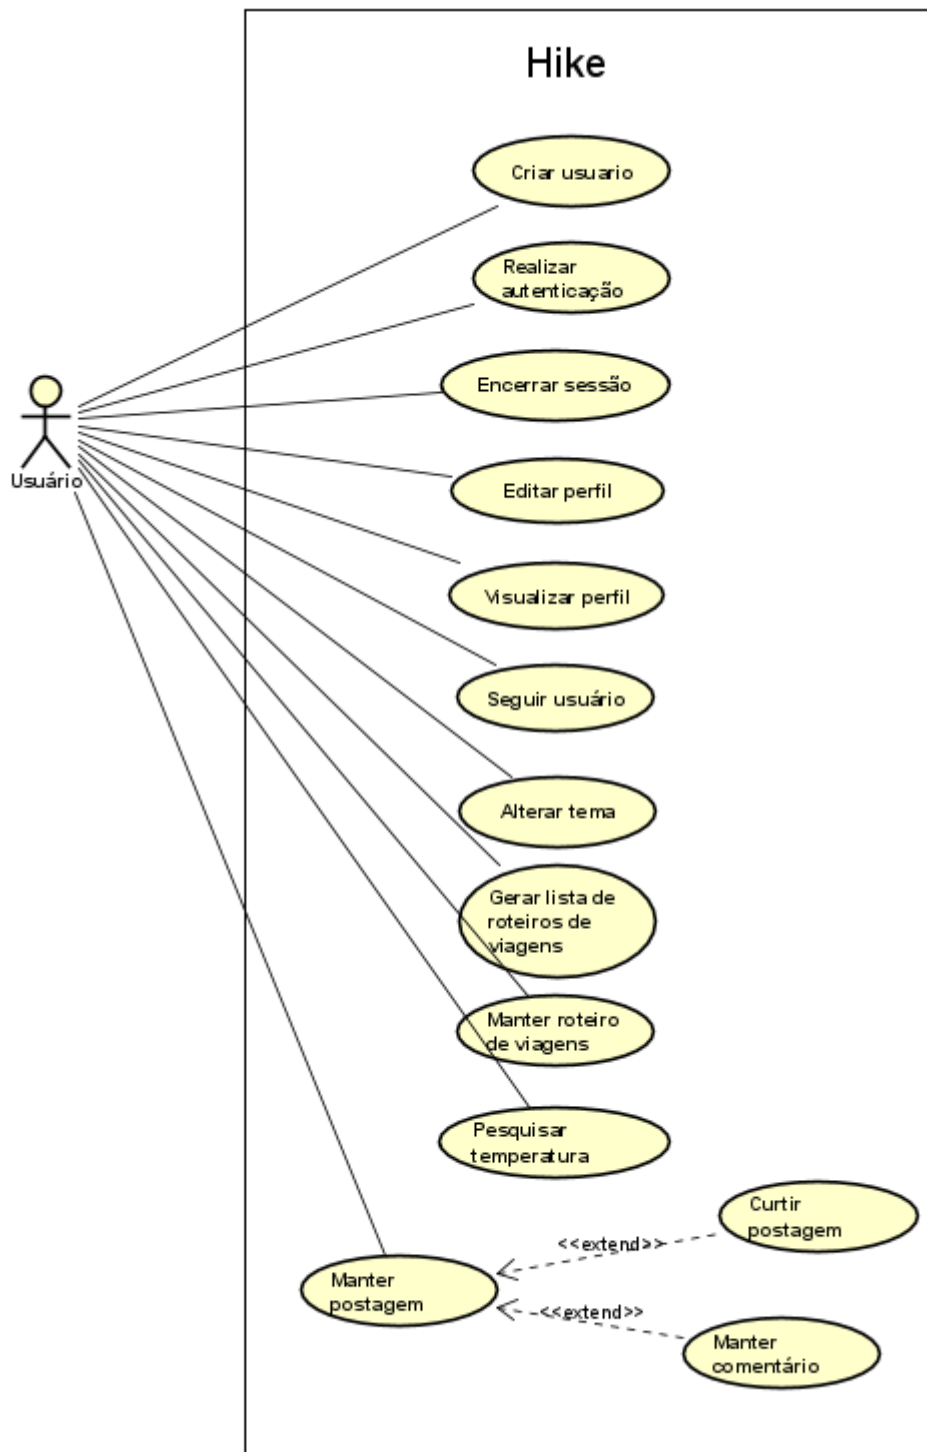 Hike
Criar usuario
Realizar
autenticação
Encerrar sessão
Usuário
Editar perfil
Visualizar perfil
Seguir usuário
Alterar tema
Gerar lista de
roteiros de
viagens
Manter roteiro
de viagens
Pesquisar
temperatura
Curtir
postagem
<<extend>>
Manter
postagem
<<extend>>
Manter
comentário